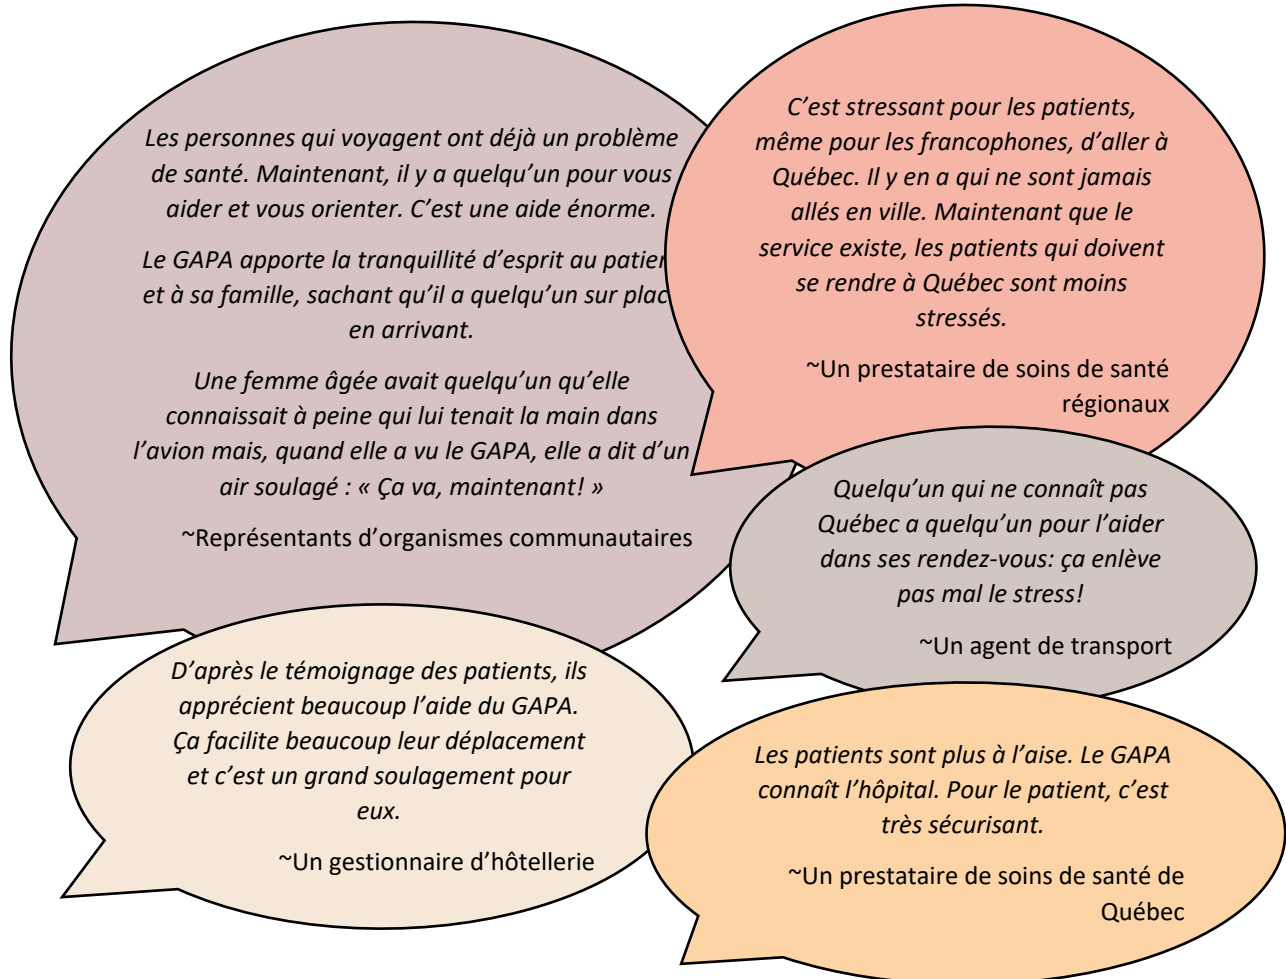 Les personnes qui voyagent ont déjà un problème
de santé. Maintenant, il y a quelqu’un pour vous
aider et vous orienter. C’est une aide énorme.
Le GAPA apporte la tranquillité d’esprit au patien
et à sa famille, sachant qu’il a quelqu’un sur plac
en arrivant.
Une femme âgée avait quelqu’un qu’elle
connaissait à peine qui lui tenait la main dans
l’avion mais, quand elle a vu le GAPA, elle a dit d’un
air soulagé : « Ça va, maintenant! »
~Représentants d’organismes communautaires
C’est stressant pour les patients,
même pour les francophones, d’aller à
Québec. Il y en a qui ne sont jamais
allés en ville. Maintenant que le
service existe, les patients qui doivent
se rendre à Québec sont moins
stressés.
~Un prestataire de soins de santé
régionaux
Quelqu’un qui ne connaît pas
Québec a quelqu’un pour l’aider
dans ses rendez-vous: ça enlève
pas mal le stress!
~Un agent de transport
D’après le témoignage des patients, ils
apprécient beaucoup l’aide du GAPA.
Ça facilite beaucoup leur déplacement
et c’est un grand soulagement pour
eux.
~Un gestionnaire d’hôtellerie
Les patients sont plus à l’aise. Le GAPA
connaît l’hôpital. Pour le patient, c’est
très sécurisant.
~Un prestataire de soins de santé de
Québec